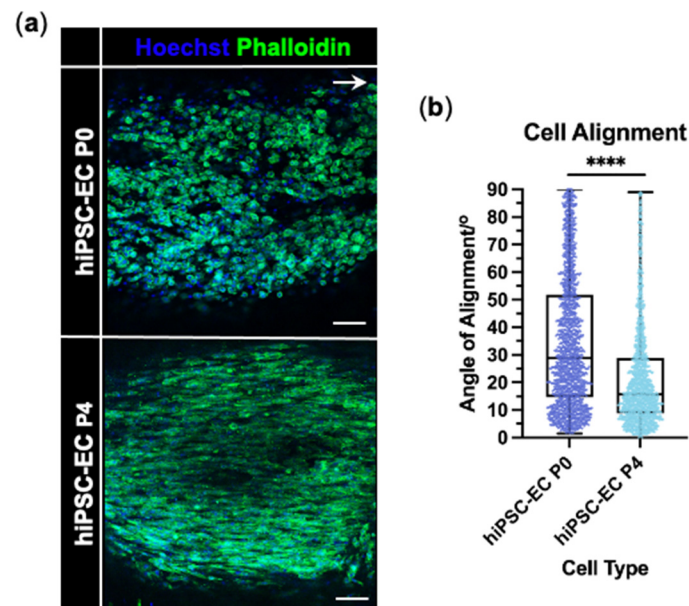 (a)
Hoechst Phalloidin
hiPSC-EC P0
hiPSC-EC P4
(b)
Cell Alignment
****
Angle of Alignment/º
90
80
70
60
50
40
30
20
10
0
hiPSC-EC P0
hiPSC-EC P4
Cell Type